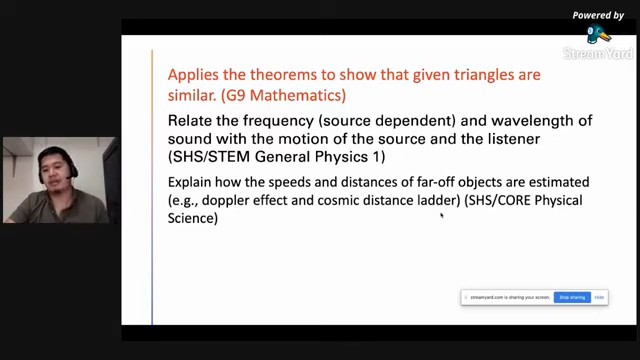 Powered by
StreamYard
Applies the theorems to show that given triangles are
similar. (G9 Mathematics)
Relate the frequency (source dependent) and wavelength of
sound with the motion of the source and the listener
(SHS/STEM General Physics 1)
Explain how the speeds and distances of far-off objects are estimated
(e.g., doppler effect and cosmic distance ladder) (SHS/CORE Physical
Science)
streamyard.com is sharing your screen.
Stop sharing
Hide